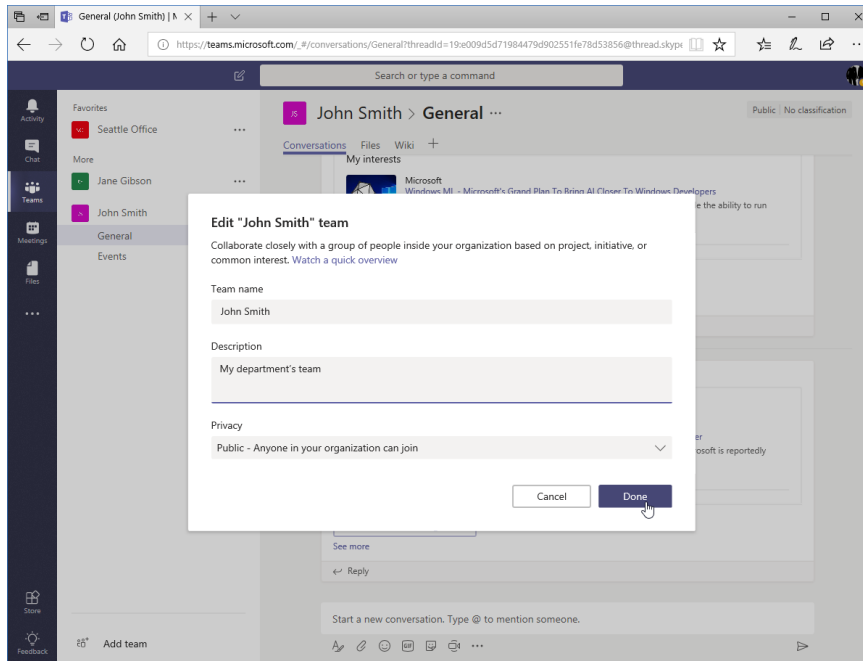 General (John Smith) | M
https://teams.microsoft.com/_#/conversations/General?threadId=19:e009d5d71984479d902551fe78d53856@thread.skype
Search or type a command
Activity
Chat
Teams
Meetings
Files
Store
Feedback
Favorites
Seattle Office
More
Jane Gibson
JS John Smith
General
Events
Add team
JS John Smith > General
Public No classification
Conversations Files Wiki
My interests
Microsoft
Windows ML - Microsoft's Grand Plan To Bring AI Closer To Windows Developers
the ability to run
Edit "John Smith" team
Collaborate closely with a group of people inside your organization based on project, initiative, or
common interest. Watch a quick overview
Team name
John Smith
Description
My department's team
Privacy
Public - Anyone in your organization can join
Cancel Done
er
osoft is reportedly
See more
Reply
Start a new conversation. Type @ to mention someone.
GIF